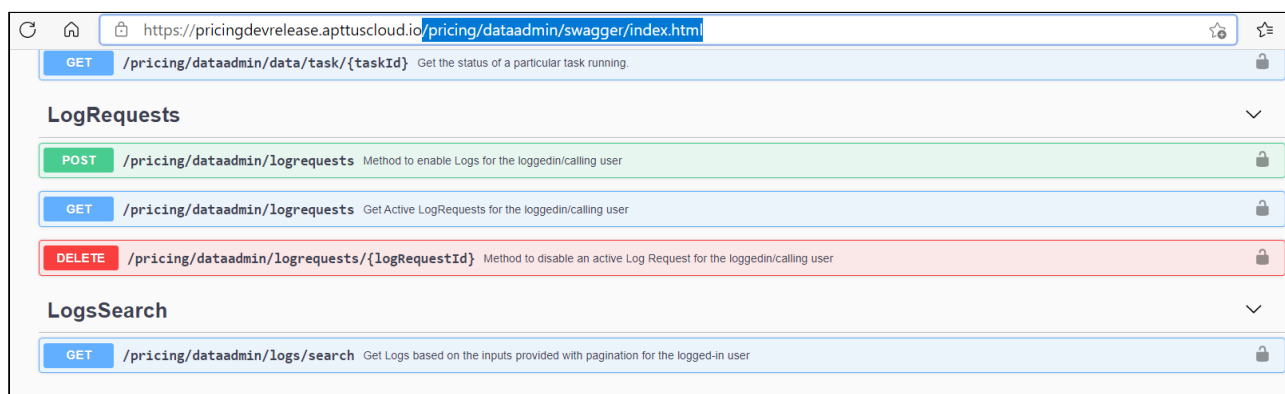 https://pricingdevrelease.apttuscloud.io/pricing/dataadmin/swagger/index.html
GET /pricing/dataadmin/data/task/{taskId} Get the status of a particular task running.
LogRequests
POST /pricing/dataadmin/logrequests Method to enable Logs for the loggedin/calling user
GET /pricing/dataadmin/logrequests Get Active LogRequests for the loggedin/calling user
DELETE /pricing/dataadmin/logrequests/{logRequestId} Method to disable an active Log Request for the loggedin/calling user
LogsSearch
GET /pricing/dataadmin/logs/search Get Logs based on the inputs provided with pagination for the logged-in user